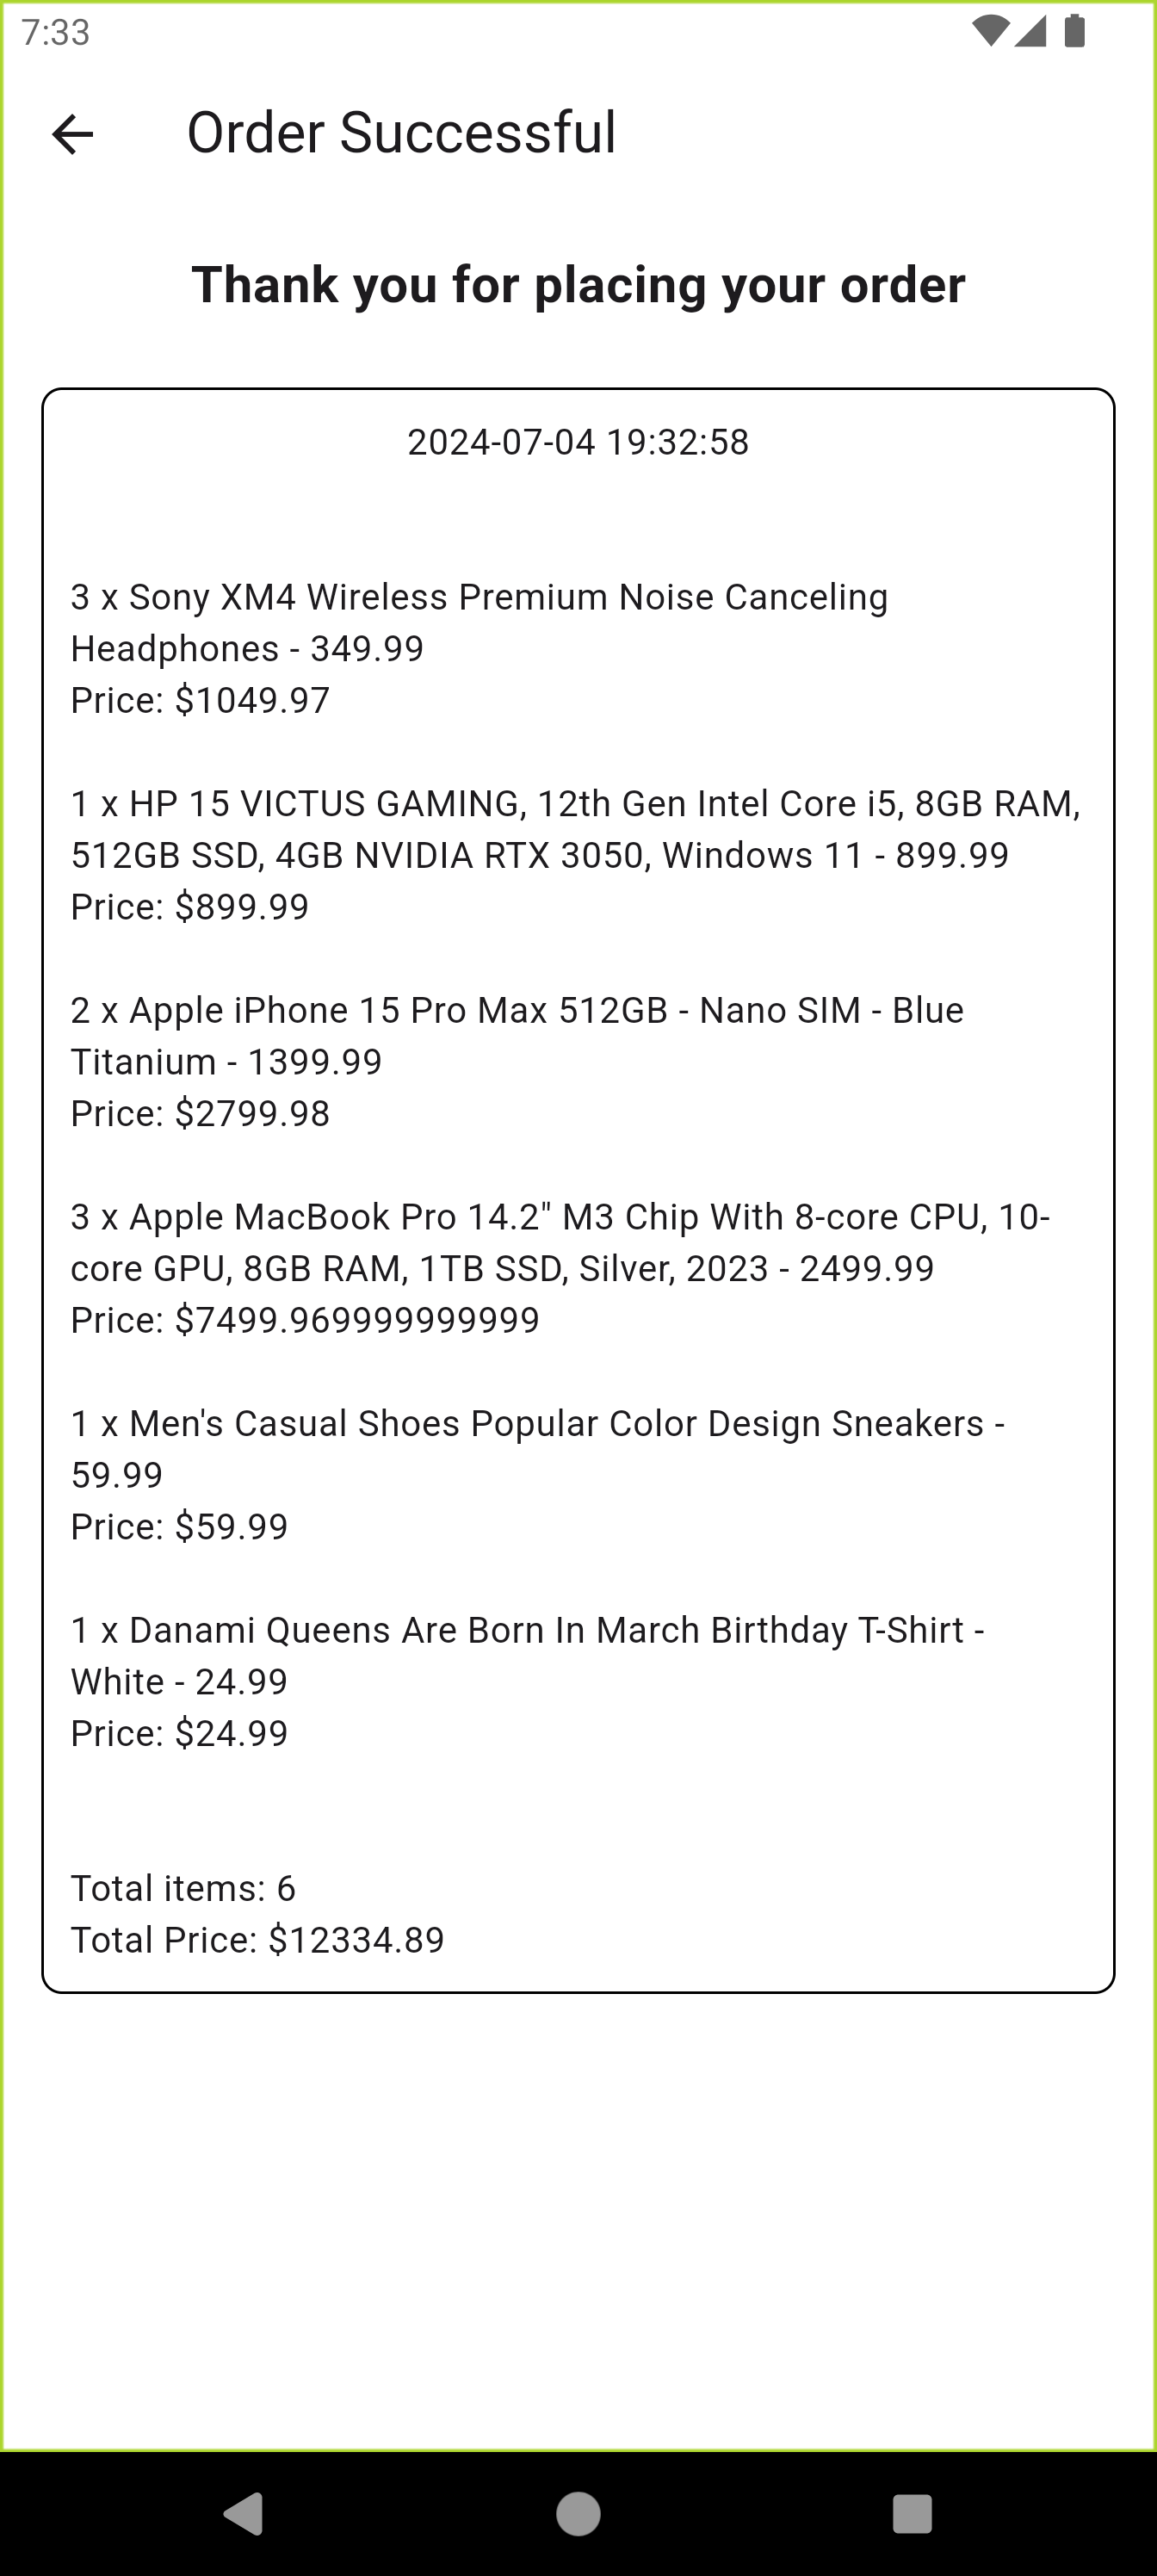 7:33
Order Successful
Thank you for placing your order
2024-07-04 19:32:58
3 x Sony XM4 Wireless Premium Noise Canceling
Headphones - 349.99
Price: $1049.97
1 x HP 15 VICTUS GAMING, 12th Gen Intel Core i5, 8GB RAM,
512GB SSD, 4GB NVIDIA RTX 3050, Windows 11 - 899.99
Price: $899.99
2 x Apple iPhone 15 Pro Max 512GB - Nano SIM - Blue
Titanium - 1399.99
Price: $2799.98
3 x Apple MacBook Pro 14.2" M3 Chip With 8-core CPU, 10-
core GPU, 8GB RAM, 1TB SSD, Silver, 2023 - 2499.99
Price: $7499.969999999999
1 x Men's Casual Shoes Popular Color Design Sneakers -
59.99
Price: $59.99
1 x Danami Queens Are Born In March Birthday T-Shirt -
White - 24.99
Price: $24.99
Total items: 6
Total Price: $12334.89